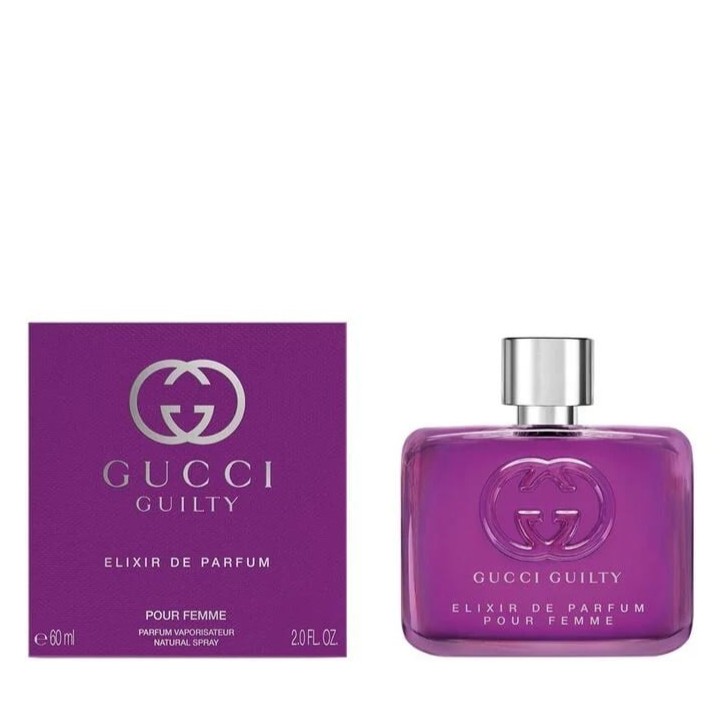 GUCCI
GUILTY
ELIXIR DE PARFUM
POUR FEMME
PARFUM VAPORISATEUR
NATURAL SPRAY
℮60 ml
2.0 FL. OZ.
GUCCI GUILTY
ELIXIR DE PARFUM
POUR FEMME